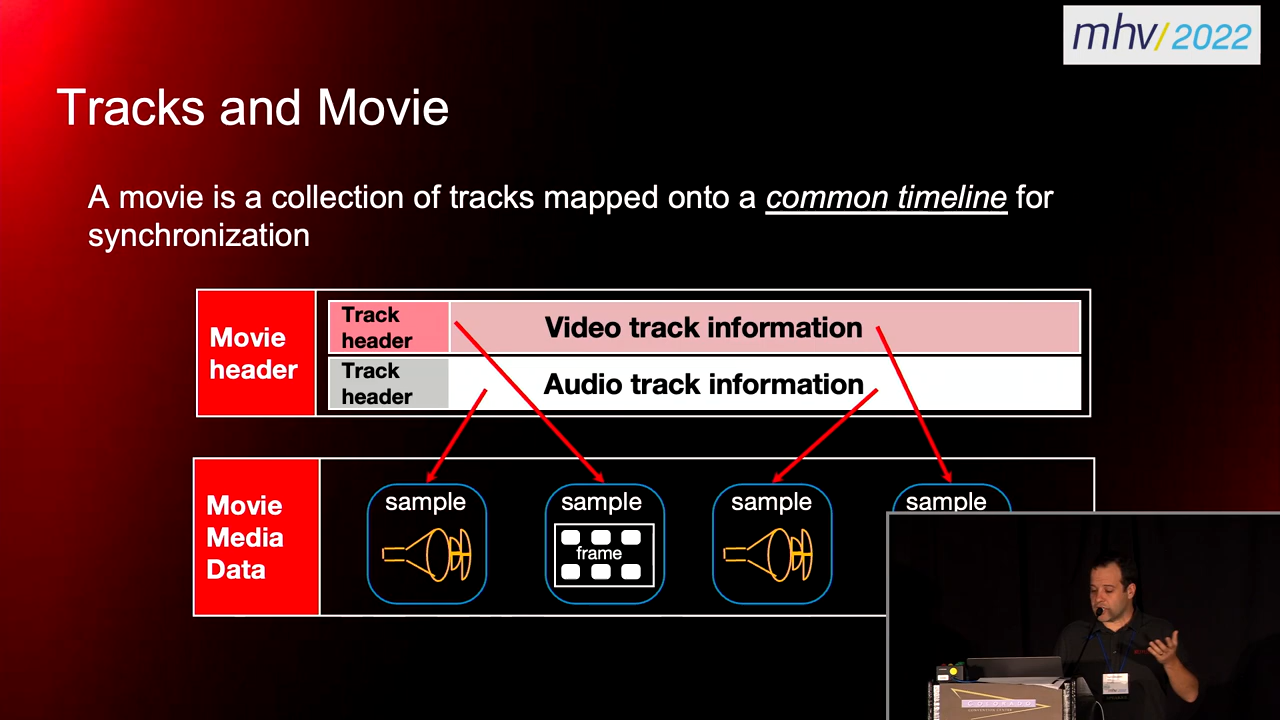 mhv/2022
Tracks and Movie
A movie is a collection of tracks mapped onto a common timeline for
synchronization
Movie
header
Track
header
Video track information
Track
header
Audio track information
Movie
Media
Data
sample
sample
frame
sample
sample
COLORADO